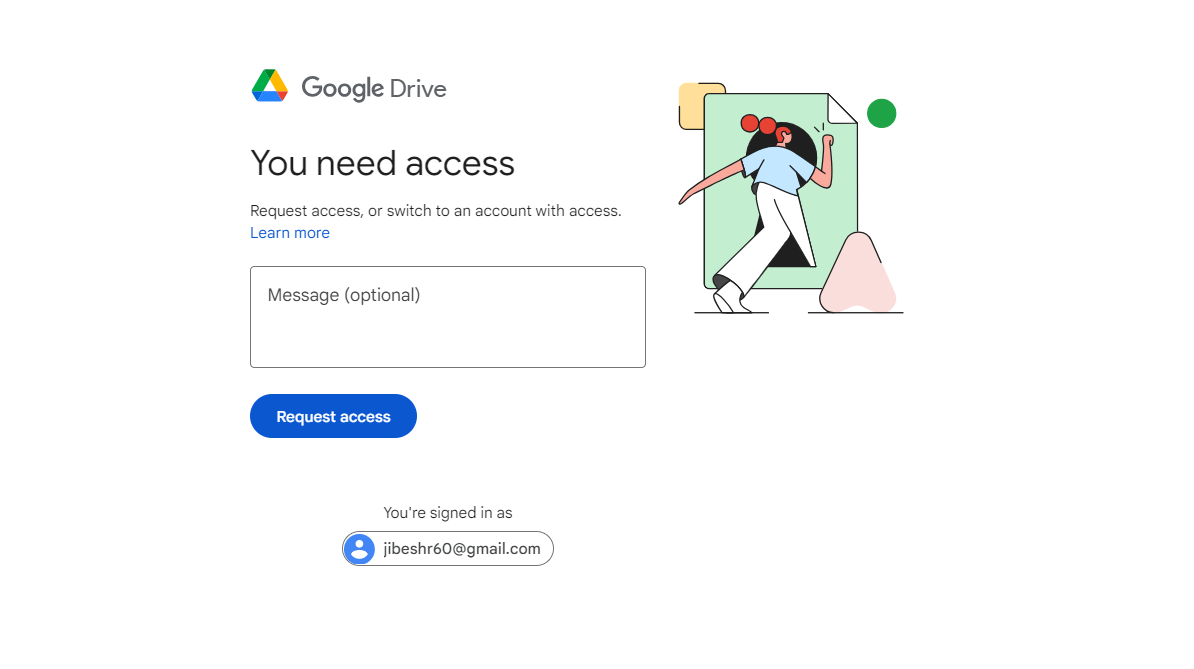 Google Drive
You need access
Request access, or switch to an account with access.
Learn more
Message (optional)
Request access
You're signed in as
jibeshr60@gmail.com